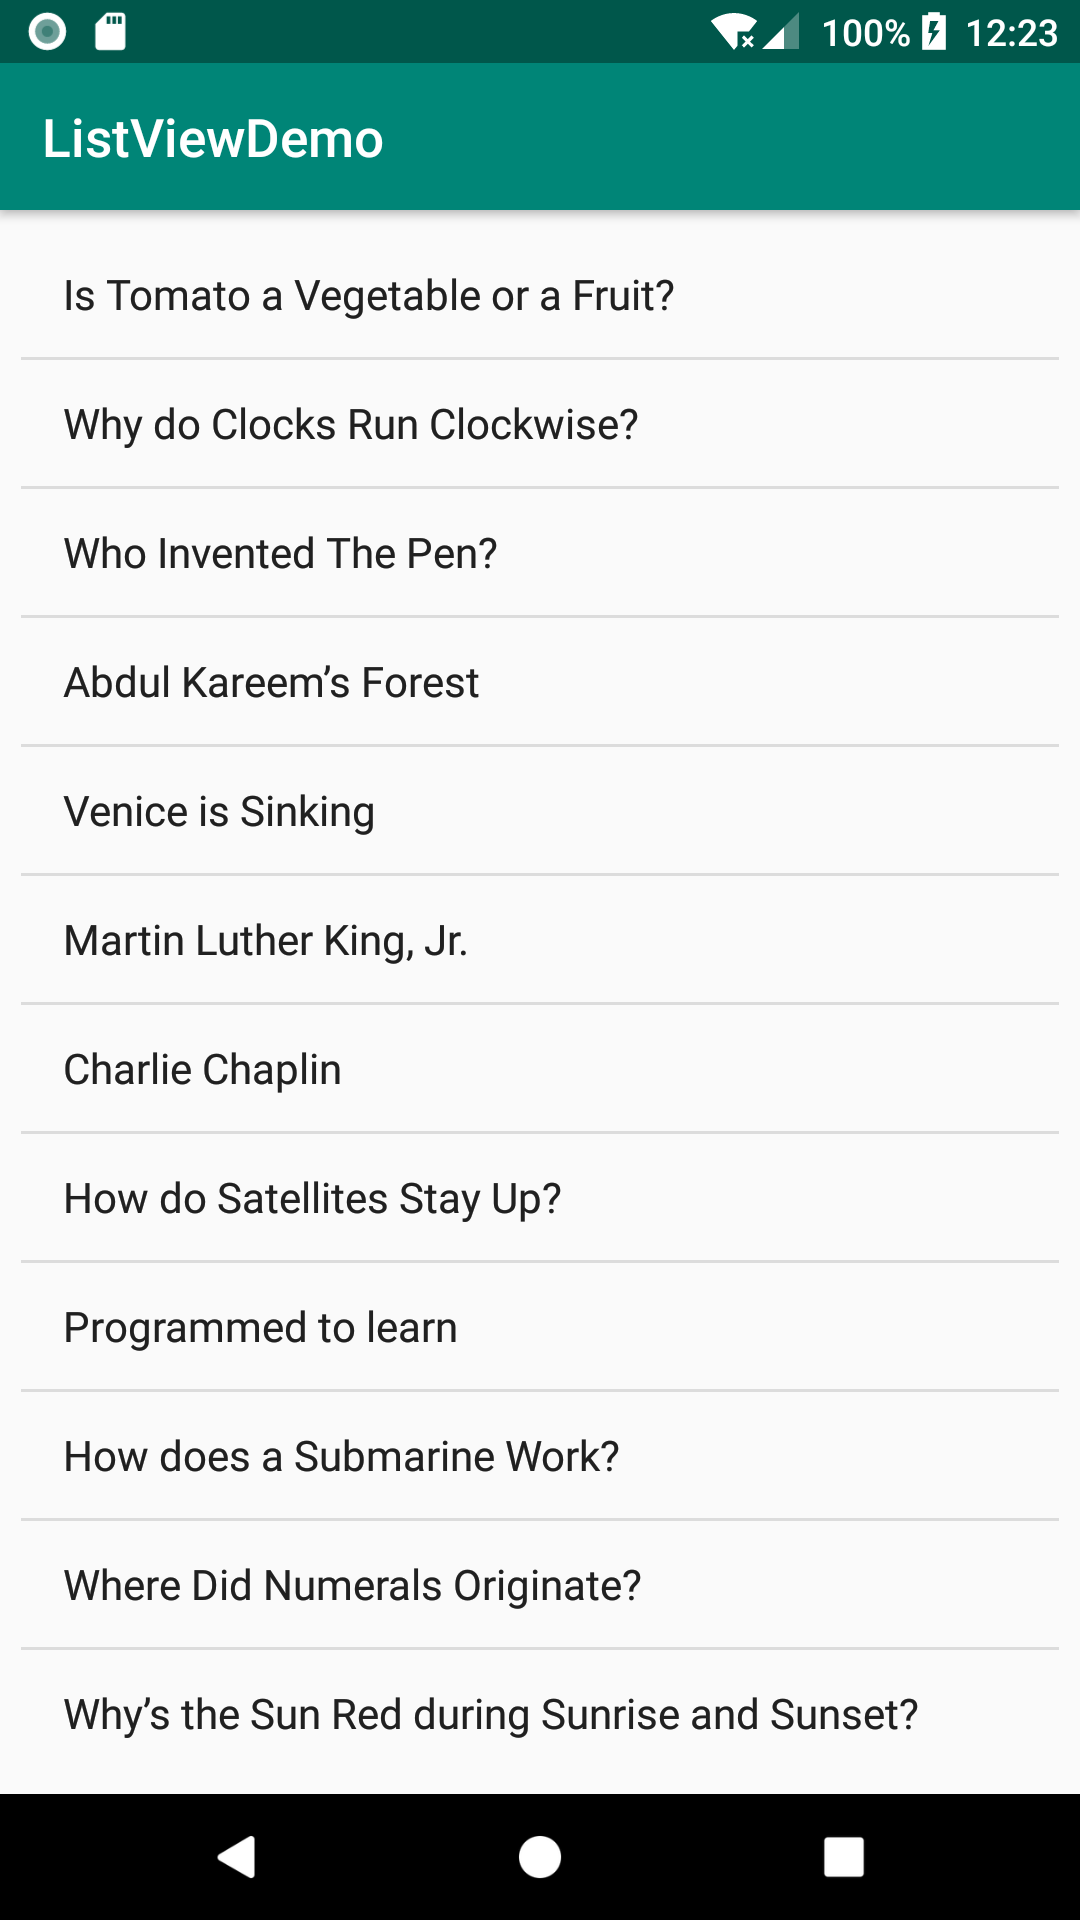 100% 12:23
ListViewDemo
Is Tomato a Vegetable or a Fruit?
Why do Clocks Run Clockwise?
Who Invented The Pen?
Abdul Kareem’s Forest
Venice is Sinking
Martin Luther King, Jr.
Charlie Chaplin
How do Satellites Stay Up?
Programmed to learn
How does a Submarine Work?
Where Did Numerals Originate?
Why’s the Sun Red during Sunrise and Sunset?